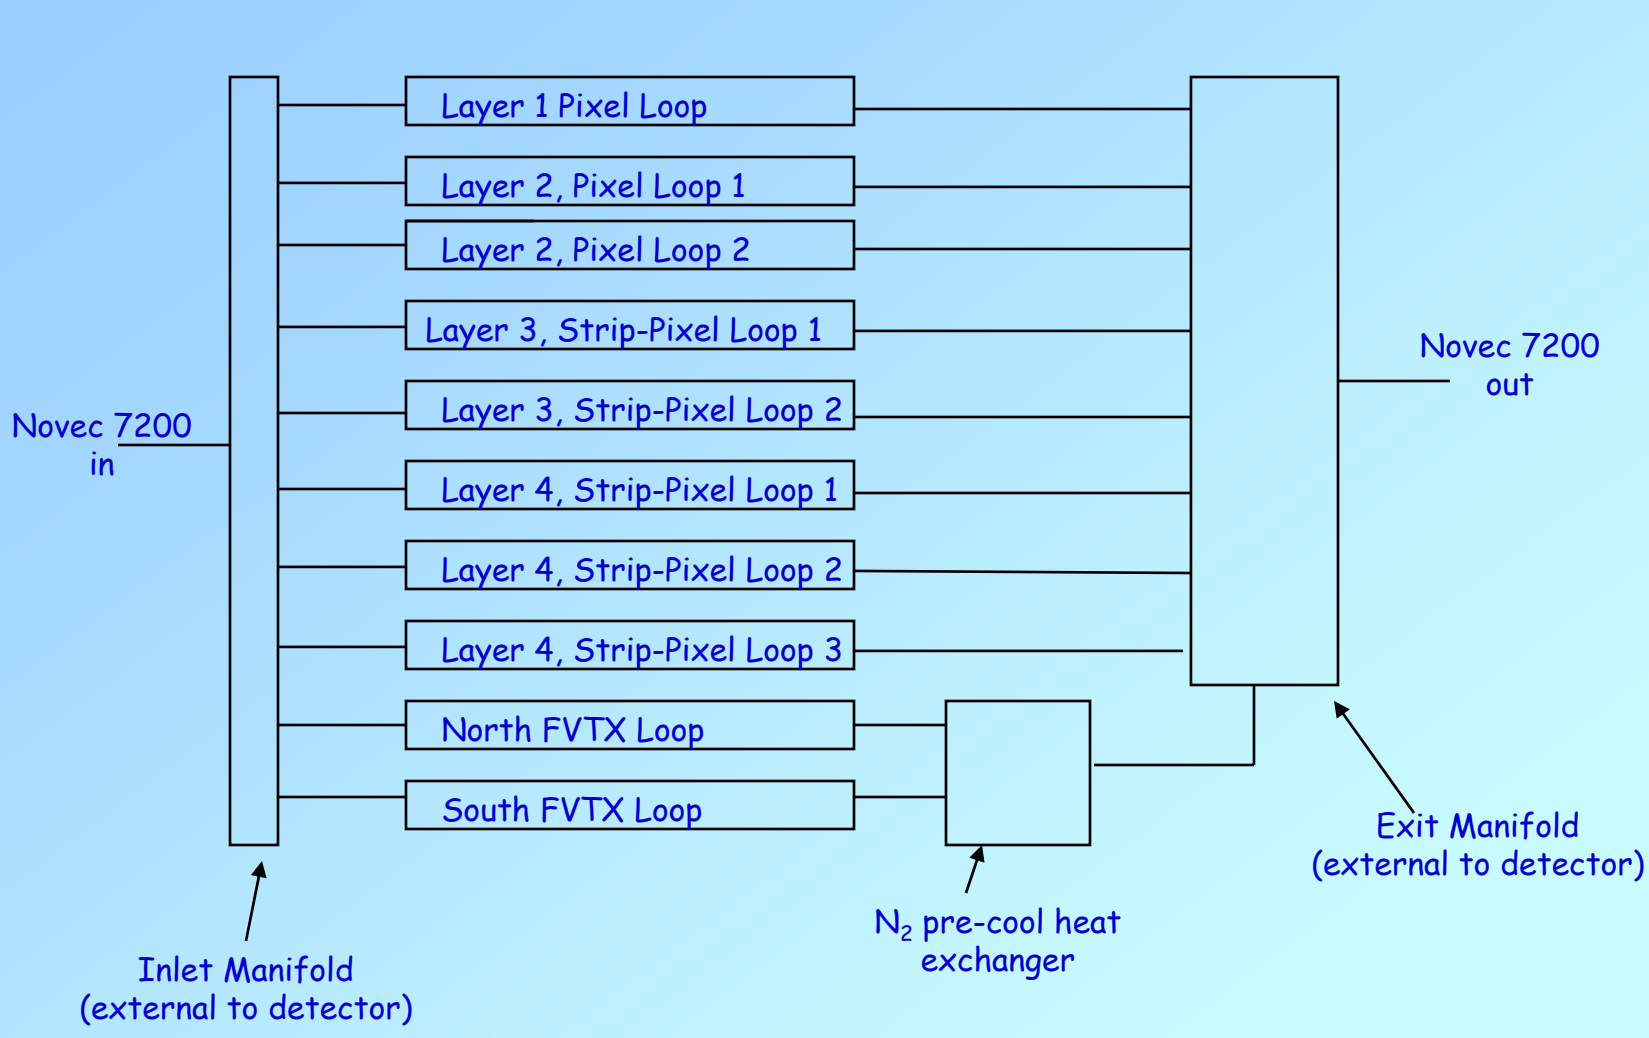 Layer 1 Pixel Loop
Layer 2, Pixel Loop 1
Layer 2, Pixel Loop 2
Layer 3, Strip-Pixel Loop 1
Novec 7200
out
Layer 3, Strip-Pixel Loop 2
Novec 7200
in
Layer 4, Strip-Pixel Loop 1
Layer 4, Strip-Pixel Loop 2
Layer 4, Strip-Pixel Loop 3
North FVTX Loop
South FVTX Loop
Exit Manifold
(external to detector)
N₂ pre-cool heat
exchanger
Inlet Manifold
(external to detector)